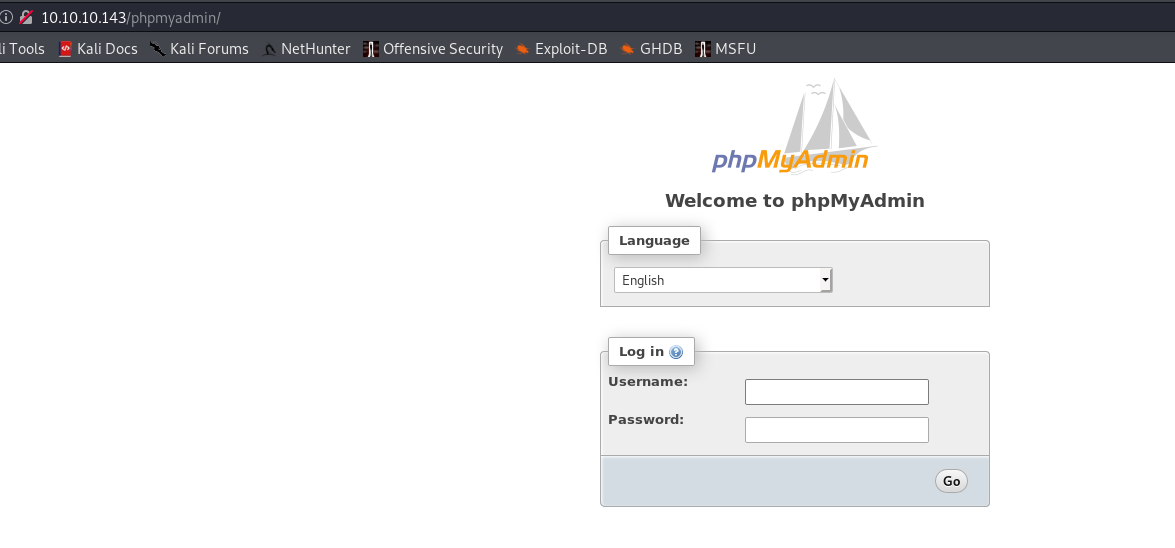 10.10.10.143/phpmyadmin/
li Tools Kali Docs Kali Forums NetHunter Offensive Security Exploit-DB GHDB MSFU
phpMyAdmin
Welcome to phpMyAdmin
Language
English
Log in
Username:
Password:
Go